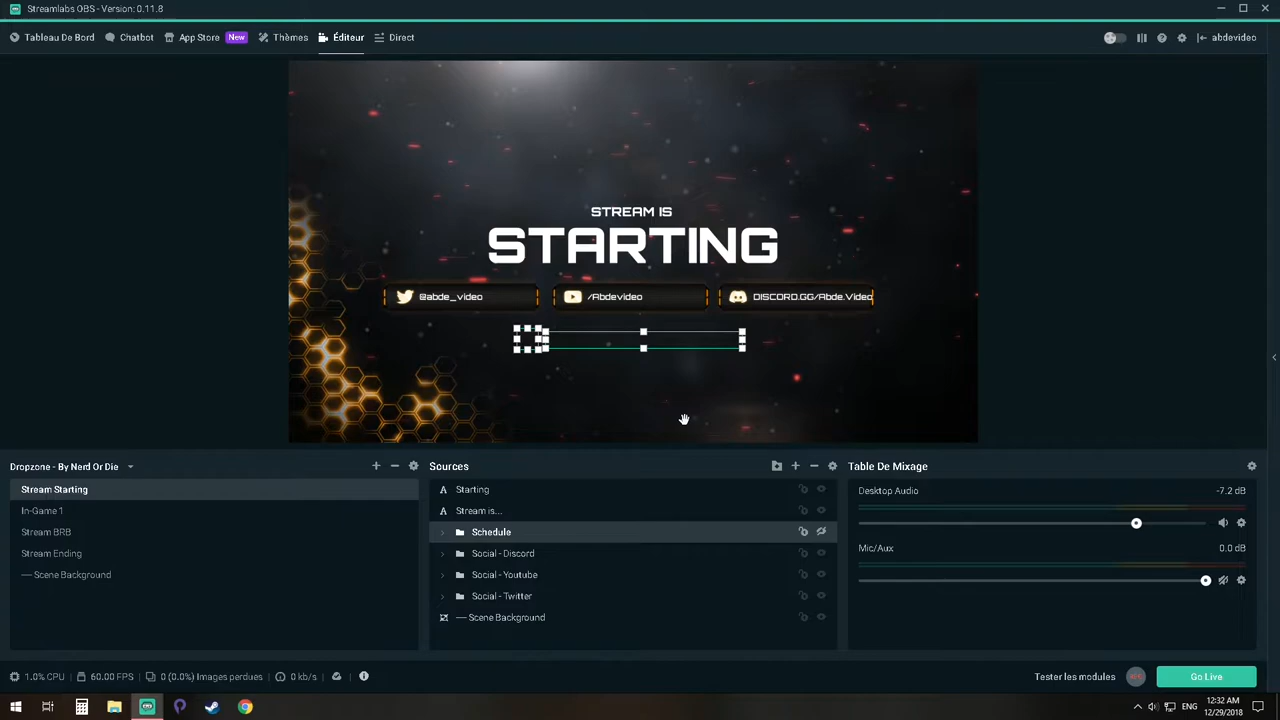 Streamlabs OBS - Version: 0.11.8
Tableau De Bord
Chatbot
App Store New
Thèmes
Éditeur
Direct
abdevideo
STREAM IS
STARTING
@abde_video
/Abdevideo
DISCORD.GG/Abde.Video
Dropzone - By Nerd Or Die
Stream Starting
In-Game 1
Stream BRB
Stream Ending
— Scene Background
Sources
Starting
Stream is...
Schedule
Social - Discord
Social - Youtube
Social - Twitter
— Scene Background
Table De Mixage
Desktop Audio -7.2 dB
Mic/Aux 0.0 dB
1.0% CPU
60.00 FPS
0 (0.0%) Images perdues
0 kb/s
Tester les modules
Go Live
ENG
12:32 AM
12/29/2018